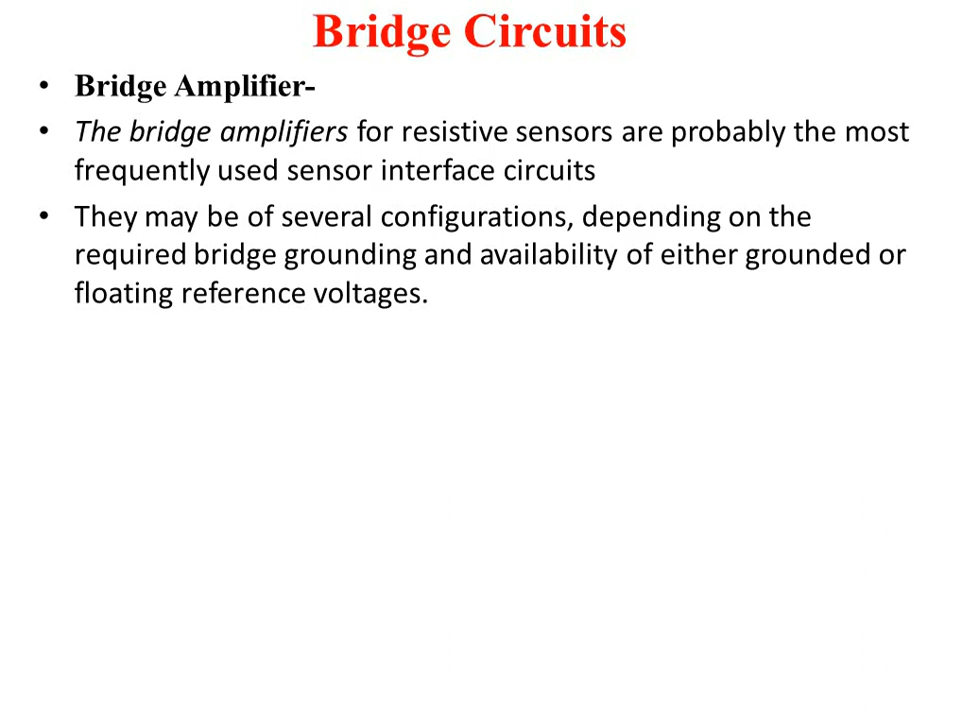 Bridge Circuits
• Bridge Amplifier-
• The bridge amplifiers for resistive sensors are probably the most
frequently used sensor interface circuits
• They may be of several configurations, depending on the
required bridge grounding and availability of either grounded or
floating reference voltages.